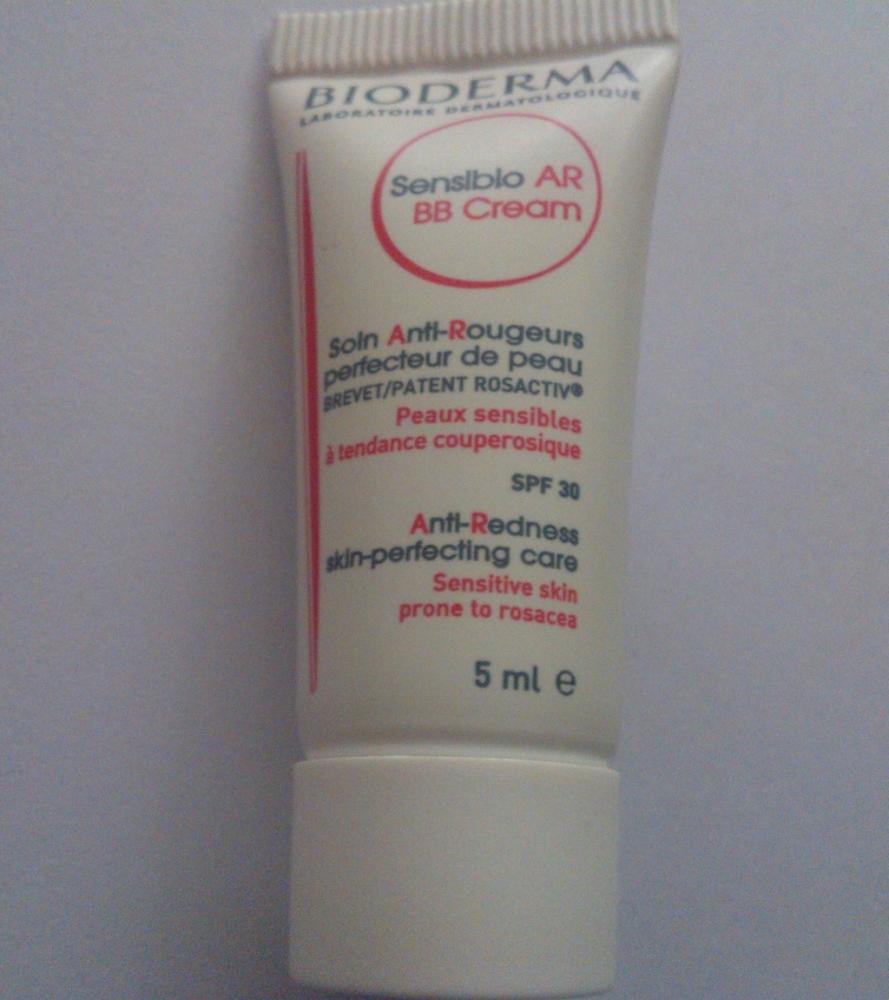 BIODERMA
LABORATOIRE DERMATOLOGIQUE
Sensibio AR
BB Cream
Soin Anti-Rougeurs
perfecteur de peau
BREVET/PATENT ROSACTIV®
Peaux sensibles
à tendance couperosique
SPF 30
Anti-Redness
skin-perfecting care
Sensitive skin
prone to rosacea
5 ml ℮